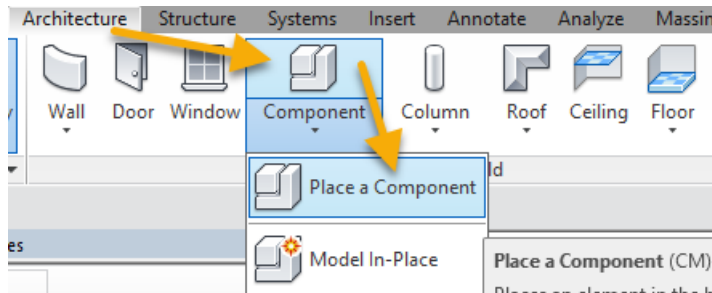 Architecture Structure Systems Insert Annotate Analyze
Wall Door Window Component Column Roof Ceiling Floor
Place a Component
Model In-Place
Place a Component (CM)